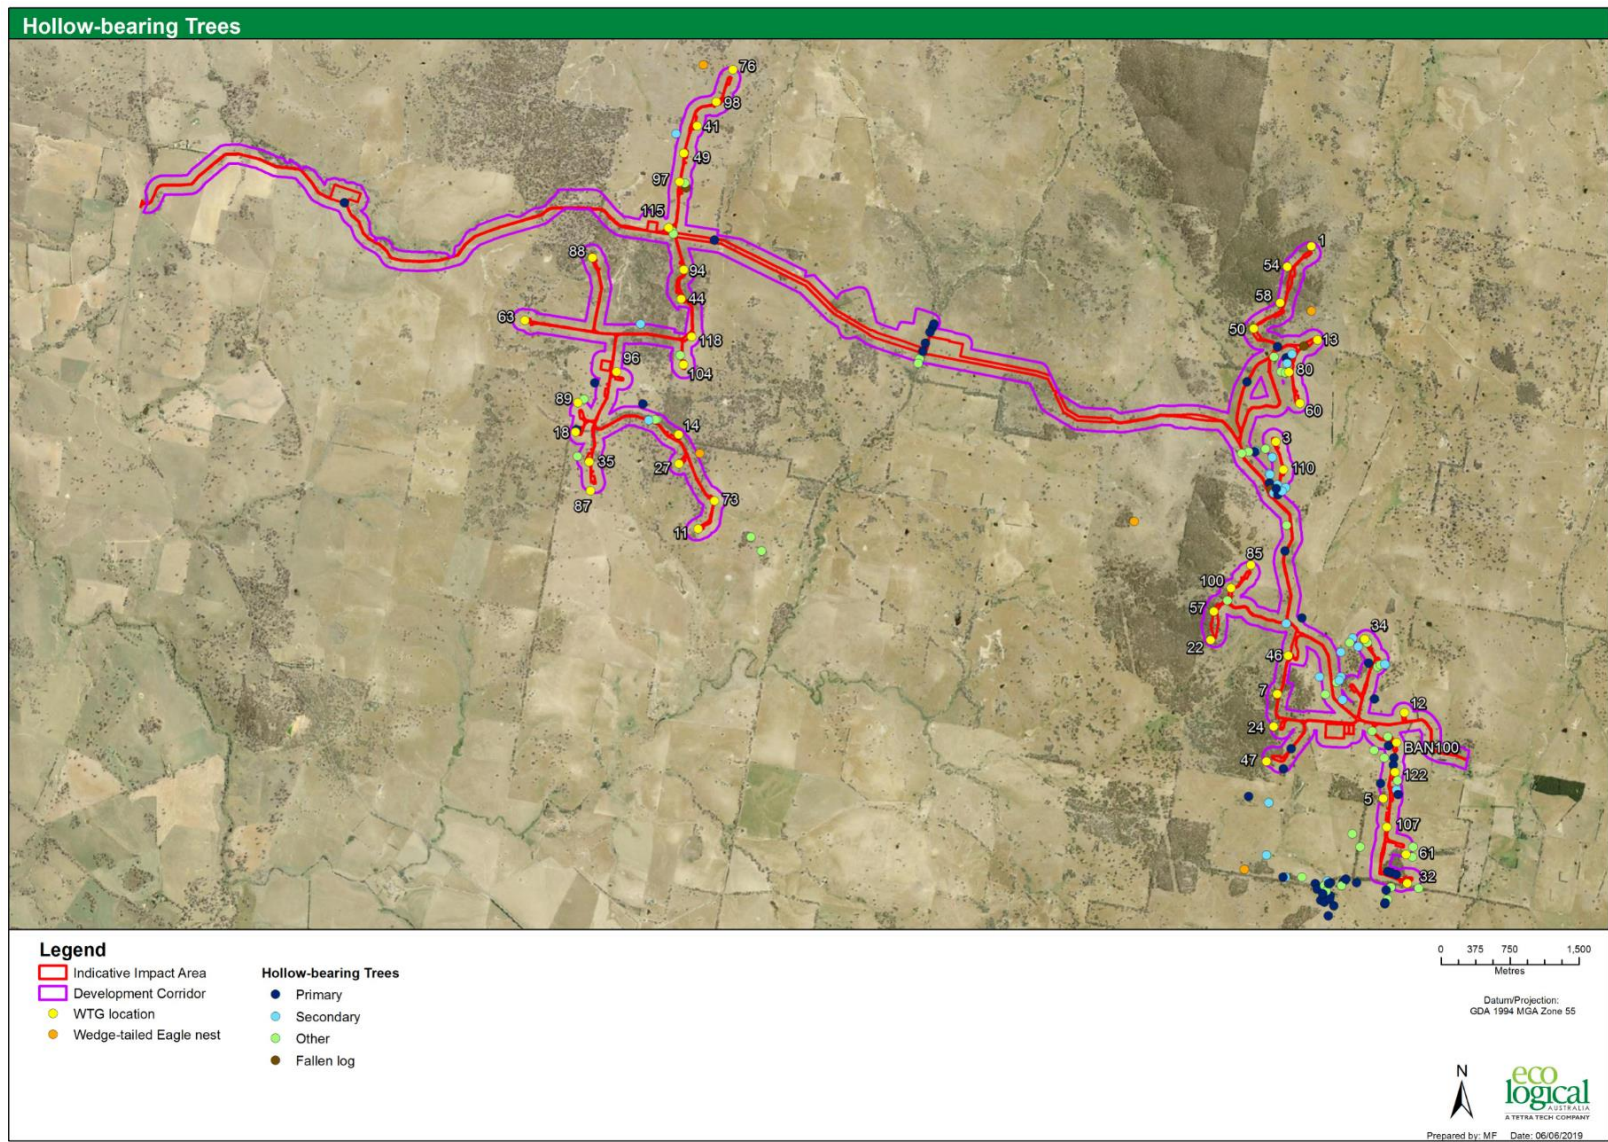 Hollow-bearing Trees
76
98
41
49
97
115
88
94
44
63
118
96
104
89
18
14
27
35
87
73
11
1
54
58
50
13
80
60
3
110
85
100
57
22
34
46
7
12
24
BAN100
47
122
5
107
61
32
Legend
Indicative Impact Area
Development Corridor
WTG location
Wedge-tailed Eagle nest
Hollow-bearing Trees
Primary
Secondary
Other
Fallen log
0 375 750 1,500
Metres
Datum/Projection:
GDA 1994 MGA Zone 55
N
eco
logical
AUSTRALIA
A TETRA TECH COMPANY
Prepared by: MF Date: 06/06/2019